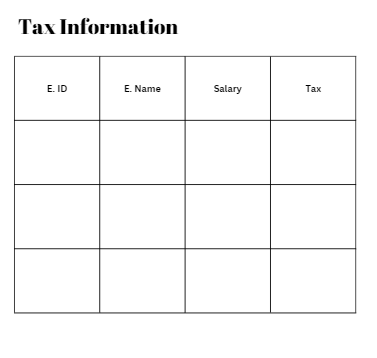 Tax Information
E. ID E. Name Salary Tax